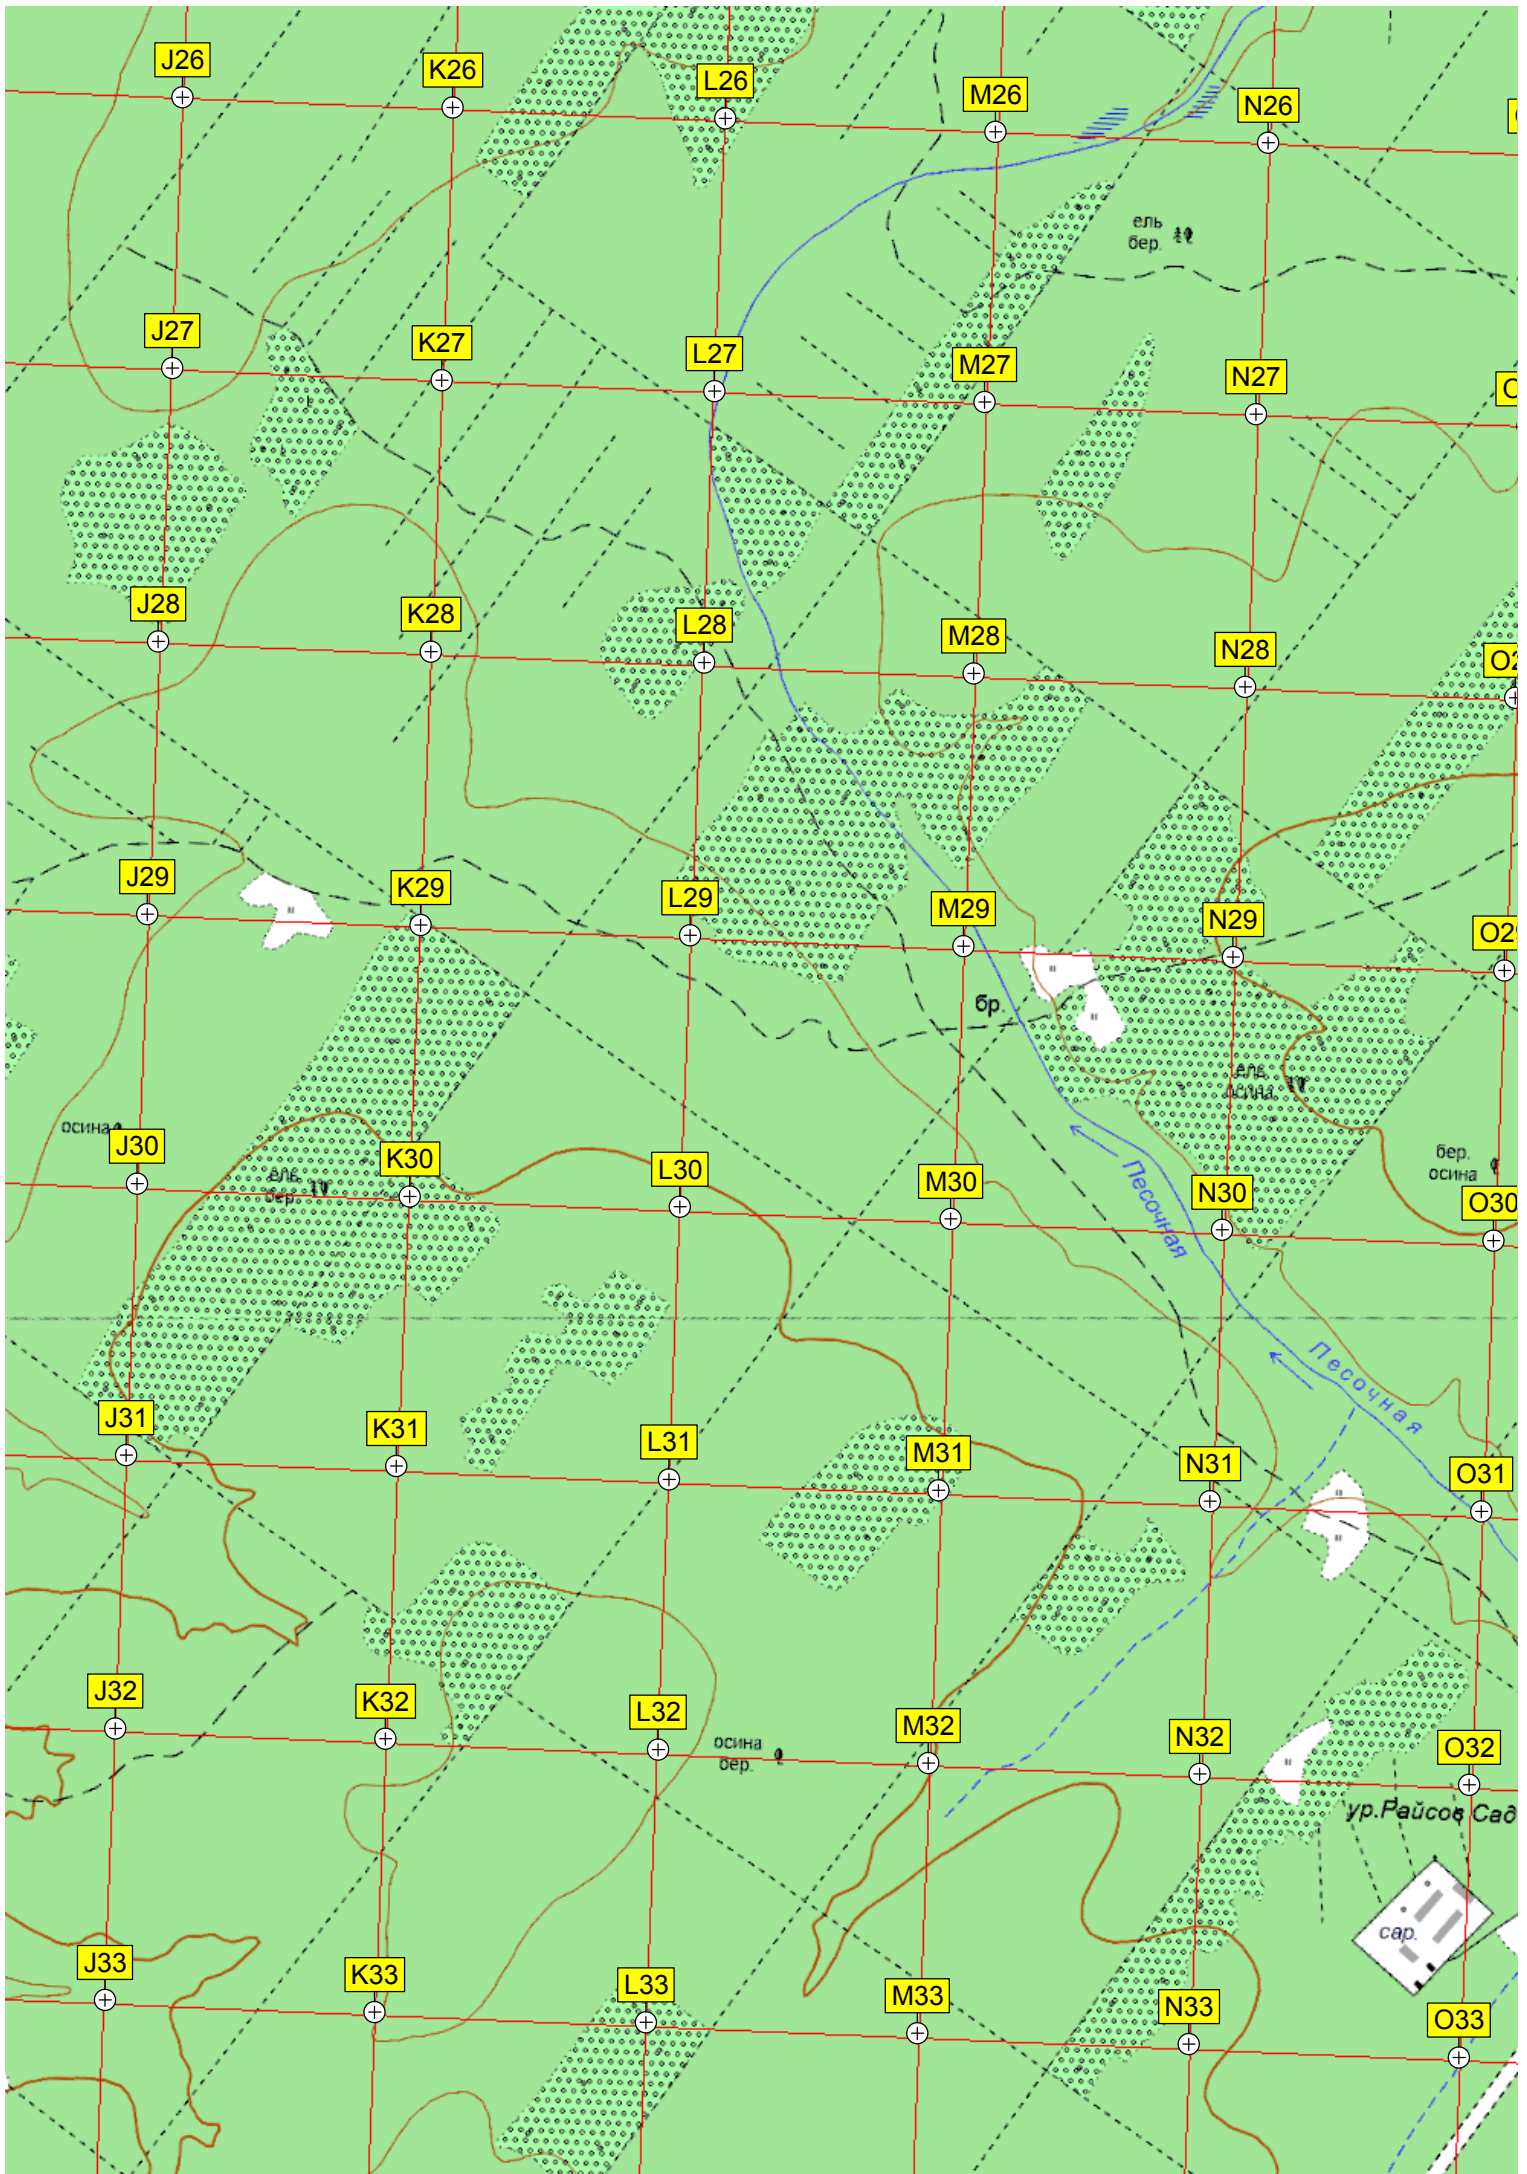 J26
K26
L26
M26
N26
ель
бер.
J27
K27
L27
M27
N27
J28
K28
L28
M28
N28
J29
K29
L29
M29
N29
бр.
ель
осина
осина
J30
K30
L30
M30
N30
бер.
осина
O30
ель
бер.
Песочная
Песочная
J31
K31
L31
M31
N31
O31
J32
K32
L32
осина
бер.
M32
N32
O32
ур.Райсов Сад
сар.
J33
K33
L33
M33
N33
O33